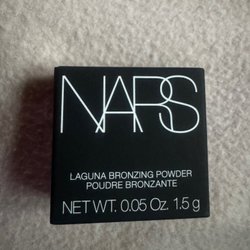 NARS
LAGUNA BRONZING POWDER
POUDRE BRONZANTE
NET WT. 0.05 Oz. 1.5 g